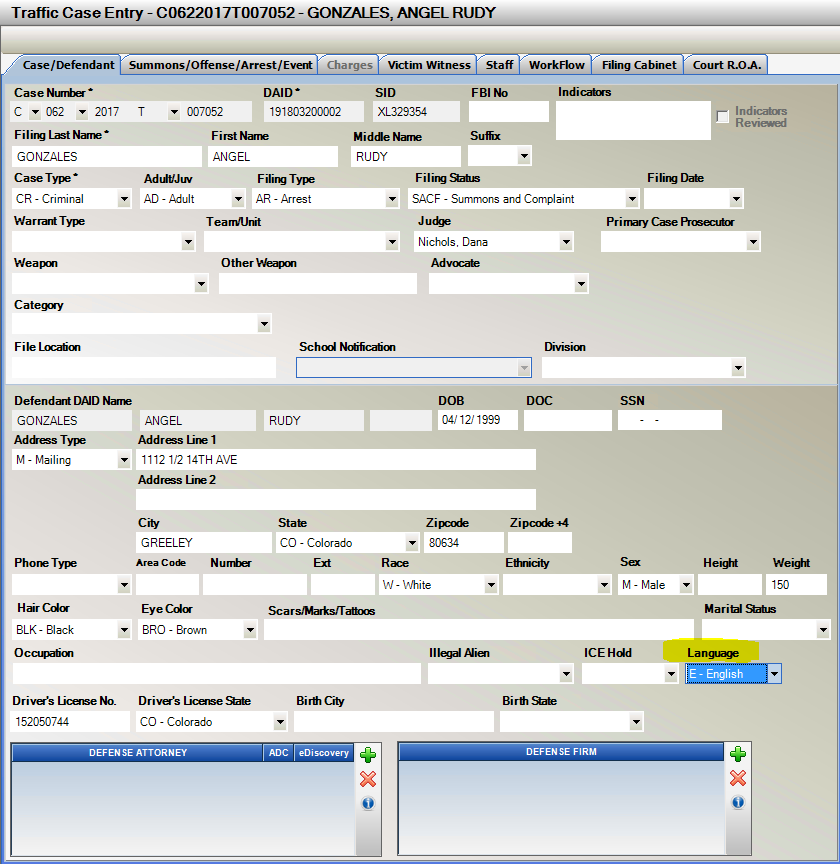 Traffic Case Entry - C0622017T007052 - GONZALES, ANGEL RUDY
Case/Defendant Summons/Offense/Arrest/Event Charges Victim Witness Staff WorkFlow Filing Cabinet Court R.O.A.
Case Number * DAID * SID FBI No Indicators
C 062 2017 T 007052 191803200002 XL329354
Indicators
Reviewed
Filing Last Name * First Name Middle Name Suffix
GONZALES ANGEL RUDY
Case Type * Adult/Juv Filing Type Filing Status Filing Date
CR - Criminal AD - Adult AR - Arrest SACF - Summons and Complaint
Warrant Type Team/Unit Judge Primary Case Prosecutor
Nichols, Dana
Weapon Other Weapon Advocate
Category
File Location School Notification Division
Defendant DAID Name DOB DOC SSN
GONZALES ANGEL RUDY 04/12/1999 - -
Address Type Address Line 1
M - Mailing 1112 1/2 14TH AVE
Address Line 2
City State Zipcode Zipcode +4
GREELEY CO - Colorado 80634
Phone Type Area Code Number Ext Race Ethnicity Sex Height Weight
W - White M - Male 150
Hair Color Eye Color Scars/Marks/Tattoos Marital Status
BLK - Black BRO - Brown
Occupation Illegal Alien ICE Hold Language
E - English
Driver's License No. Driver's License State Birth City Birth State
152050744 CO - Colorado
DEFENSE ATTORNEY ADC eDiscovery DEFENSE FIRM